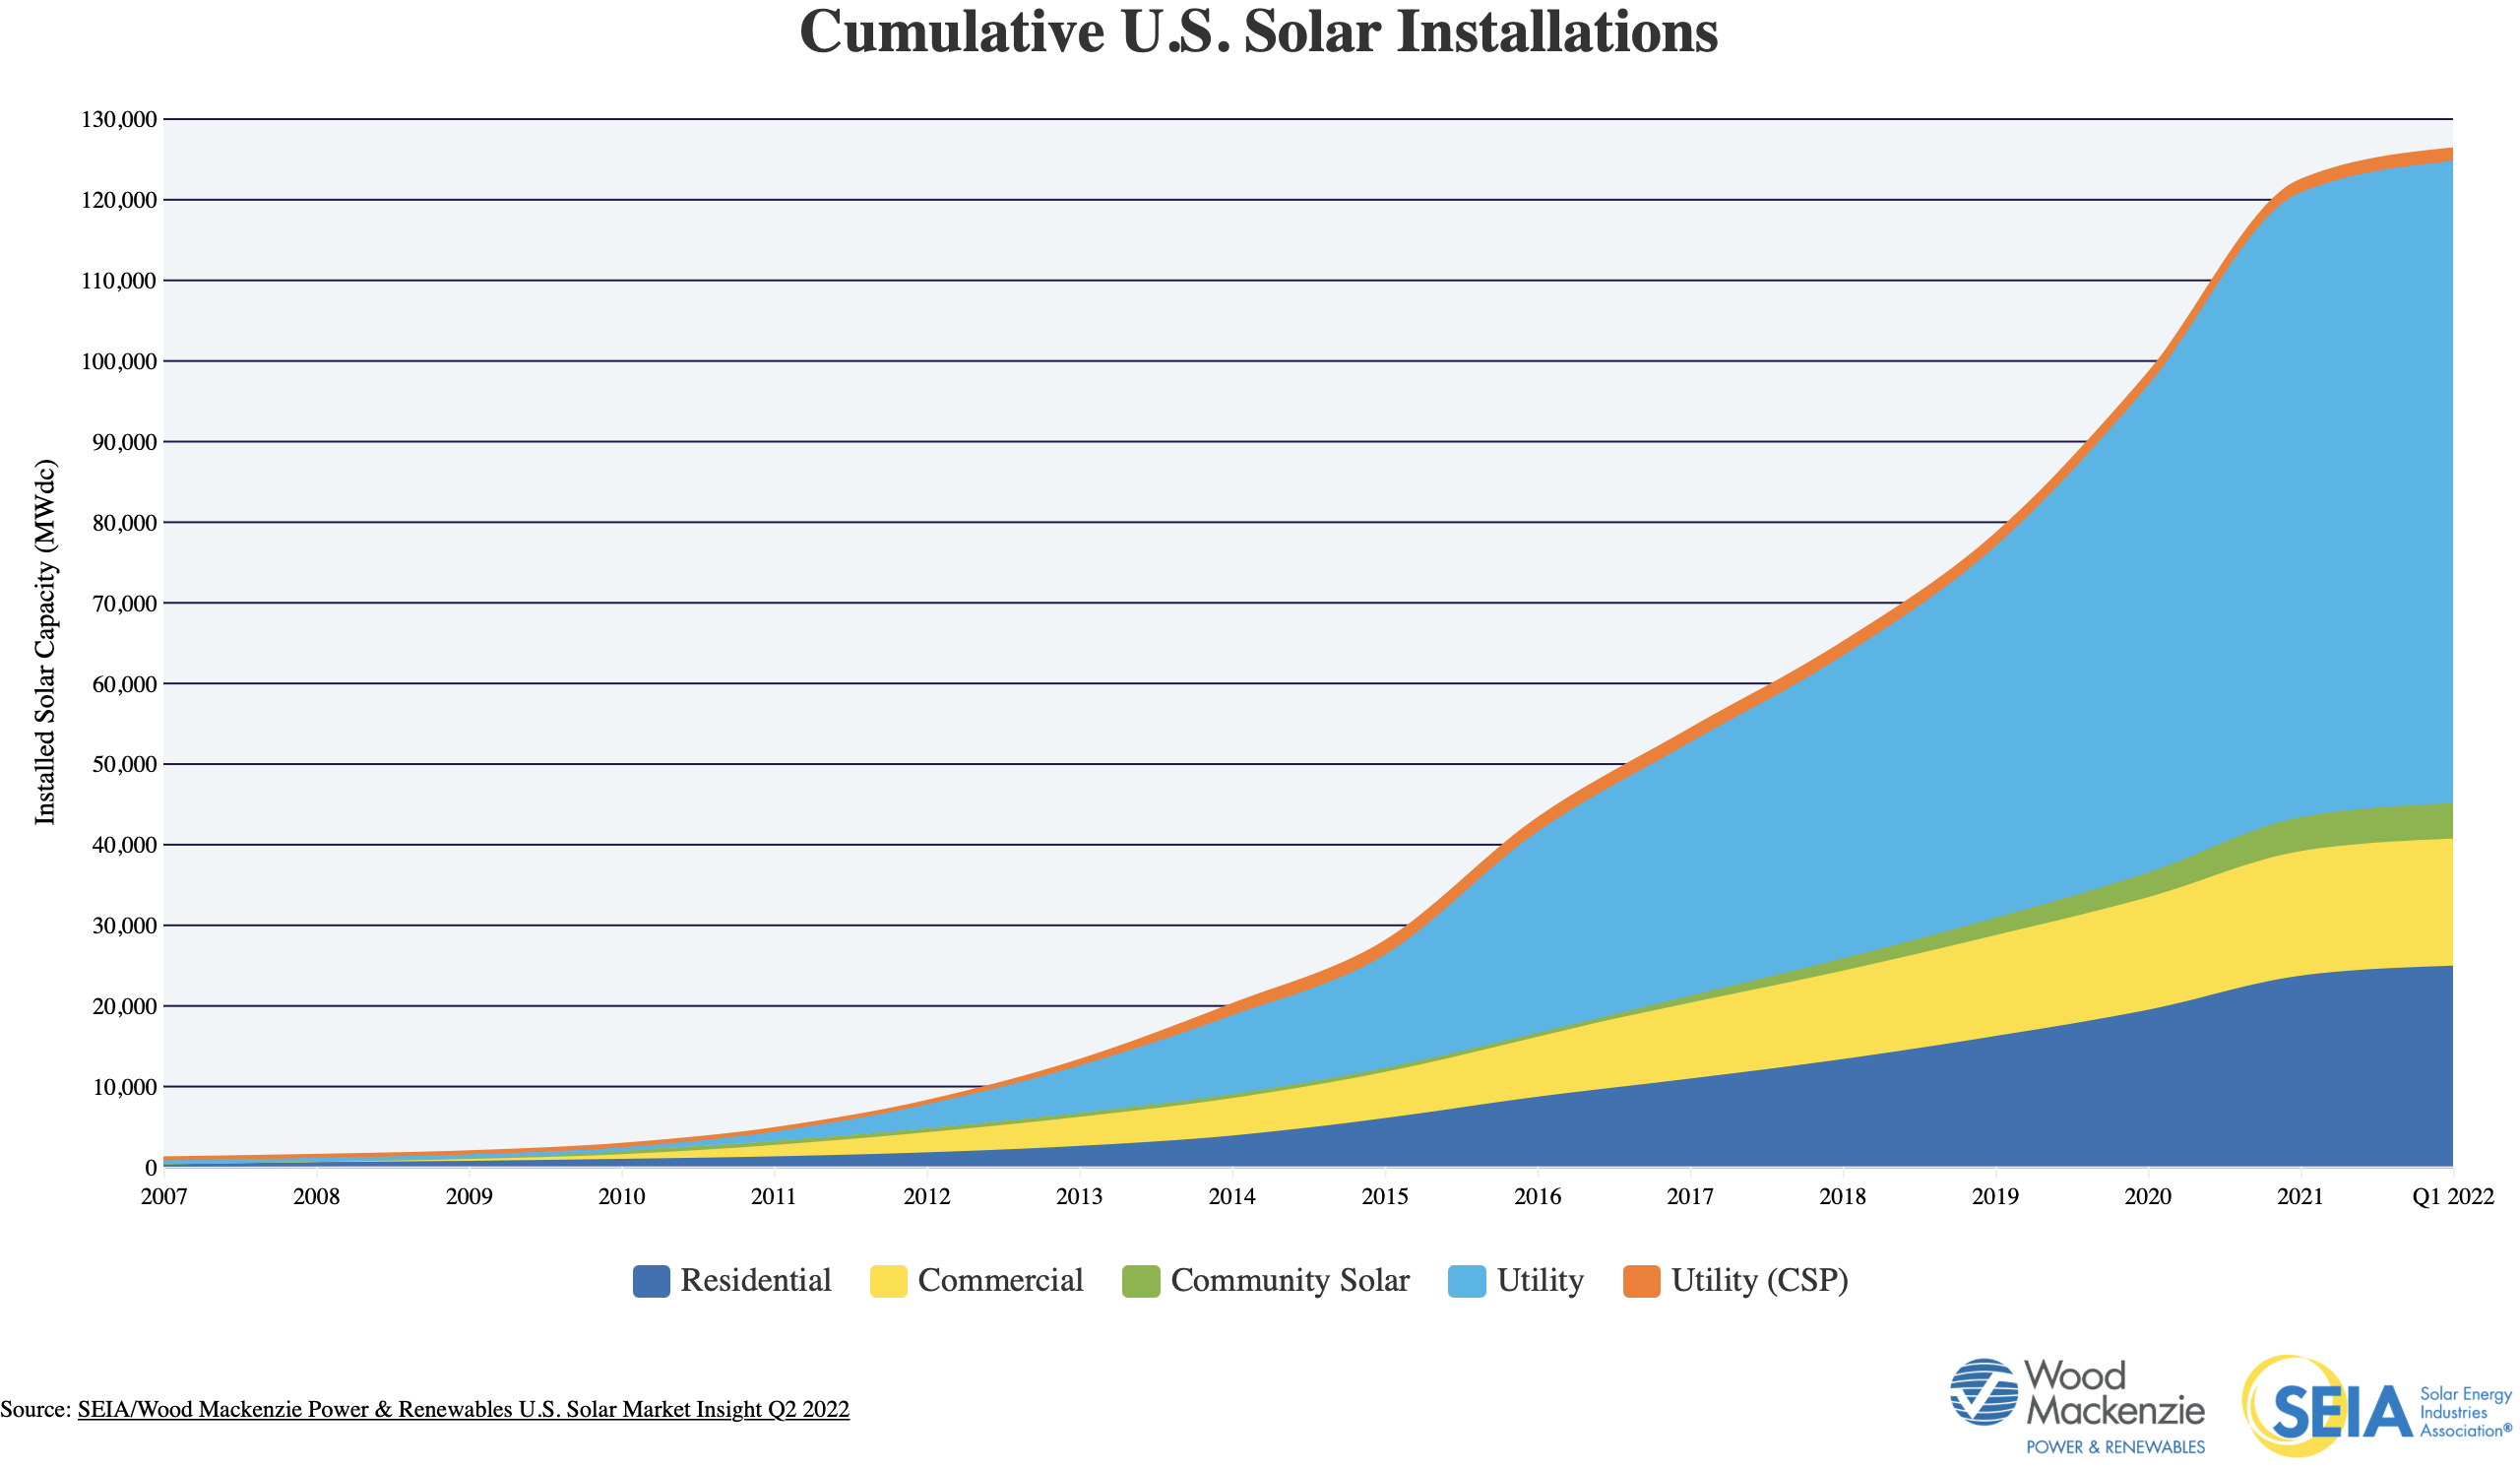 Cumulative U.S. Solar Installations
Installed Solar Capacity (MWdc)
130,000
120,000
110,000
100,000
90,000
80,000
70,000
60,000
50,000
40,000
30,000
20,000
10,000
0
2007 2008 2009 2010 2011 2012 2013 2014 2015 2016 2017 2018 2019 2020 2021 Q1 2022
Residential Commercial Community Solar Utility Utility (CSP)
Source: SEIA/Wood Mackenzie Power & Renewables U.S. Solar Market Insight Q2 2022
Wood
Mackenzie
POWER & RENEWABLES
SEIA
Solar Energy
Industries
Association®